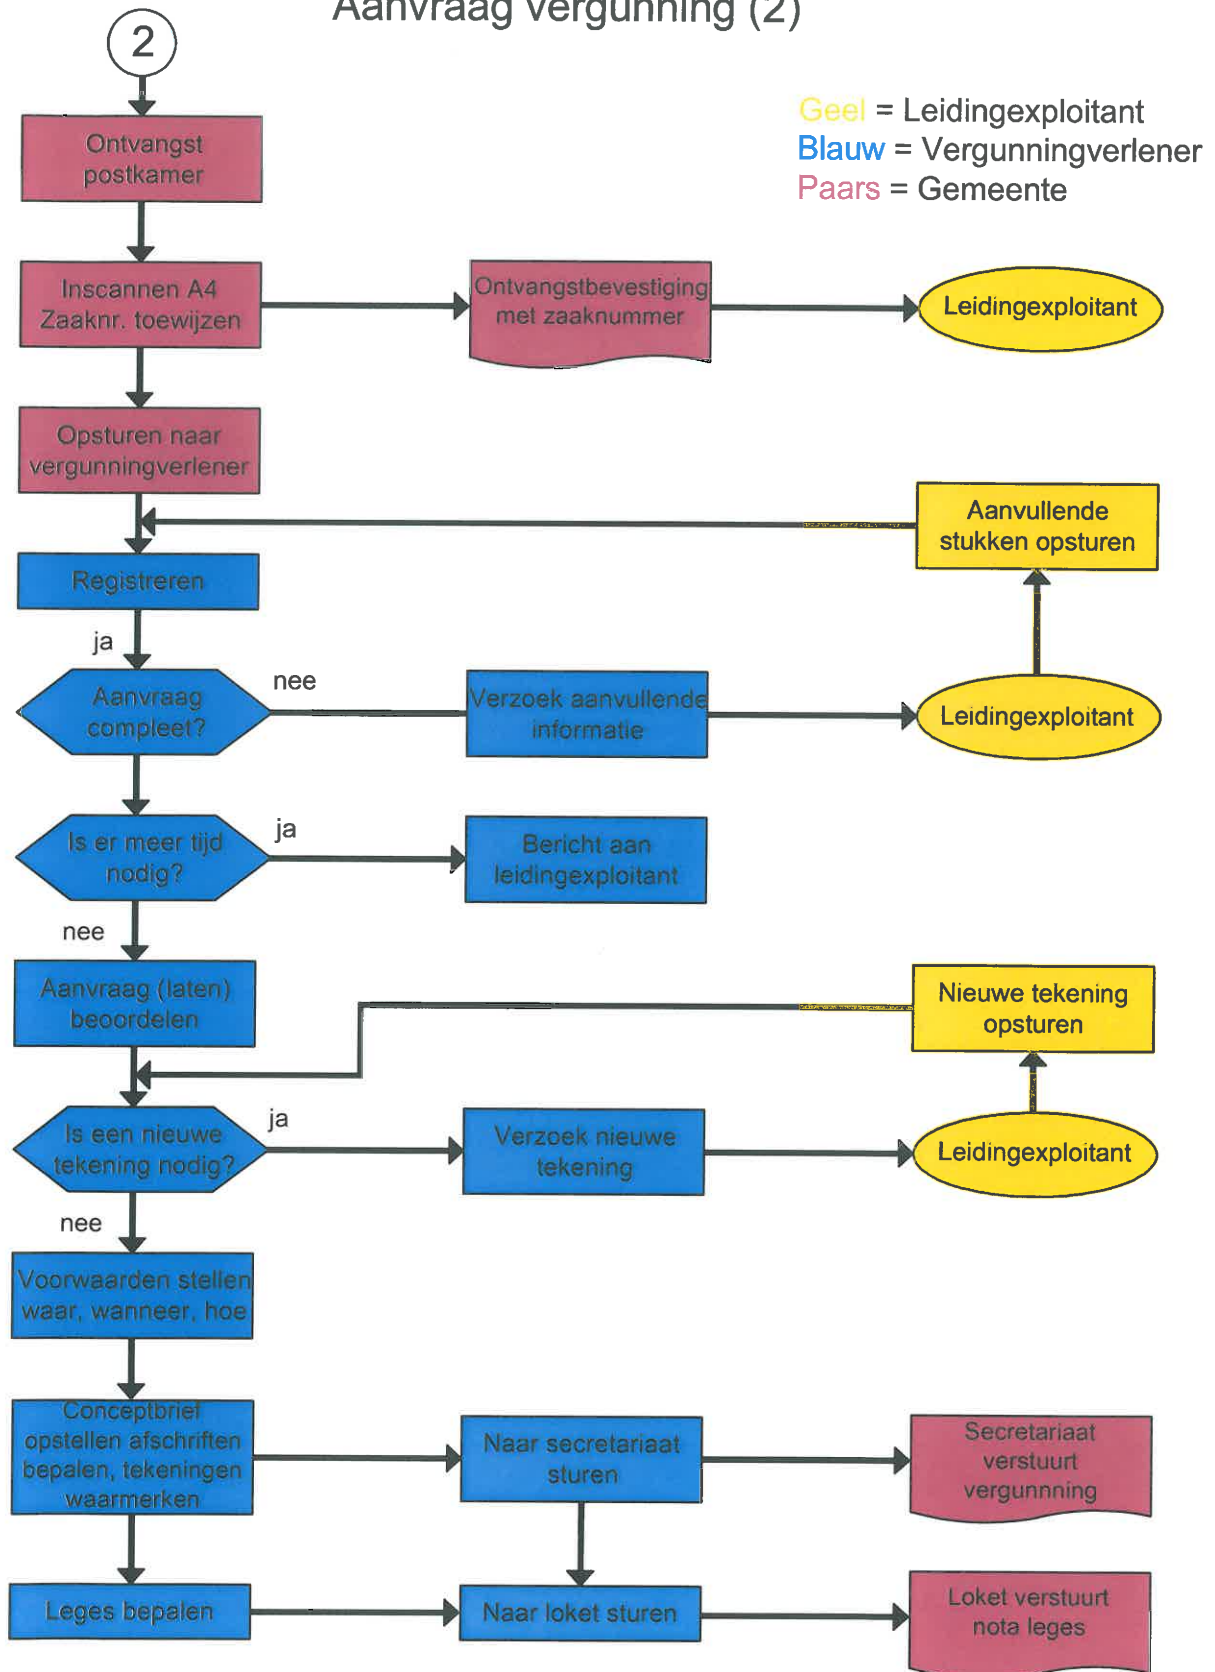 Aanvraag vergunning (2)
2
Geel = Leidingexploitant
Blauw = Vergunningverlener
Paars = Gemeente
Ontvangst
postkamer
Inscannen A4
Zaaknr. toewijzen
Ontvangstbevestiging
met zaaknummer
Leidingexploitant
Opsturen naar
vergunningverlener
Aanvullende
stukken opsturen
Registreren
ja
Aanvraag
compleet?
nee
Verzoek aanvullende
informatie
Leidingexploitant
Is er meer tijd
nodig?
ja
Bericht aan
leidingexploitant
nee
Aanvraag (laten)
beoordelen
Nieuwe tekening
opsturen
Is een nieuwe
tekening nodig?
ja
Verzoek nieuwe
tekening
Leidingexploitant
nee
Voorwaarden stellen
waar, wanneer, hoe
Conceptbrief
opstellen afschriften
bepalen, tekeningen
waarmerken
Naar secretariaat
sturen
Secretariaat
verstuurt
vergunnning
Leges bepalen
Naar loket sturen
Loket verstuurt
nota leges